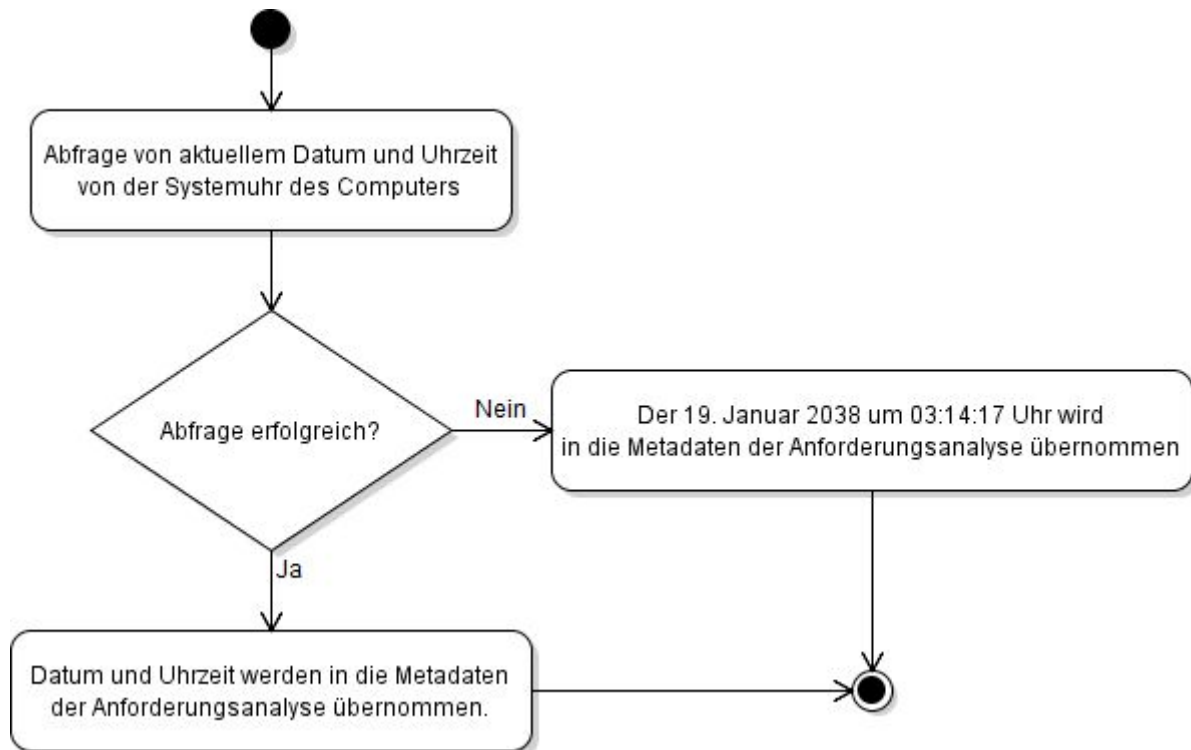 Abfrage von aktuellem Datum und Uhrzeit
von der Systemuhr des Computers
Abfrage erfolgreich?
Nein
Der 19. Januar 2038 um 03:14:17 Uhr wird
in die Metadaten der Anforderungsanalyse übernommen
Ja
Datum und Uhrzeit werden in die Metadaten
der Anforderungsanalyse übernommen.